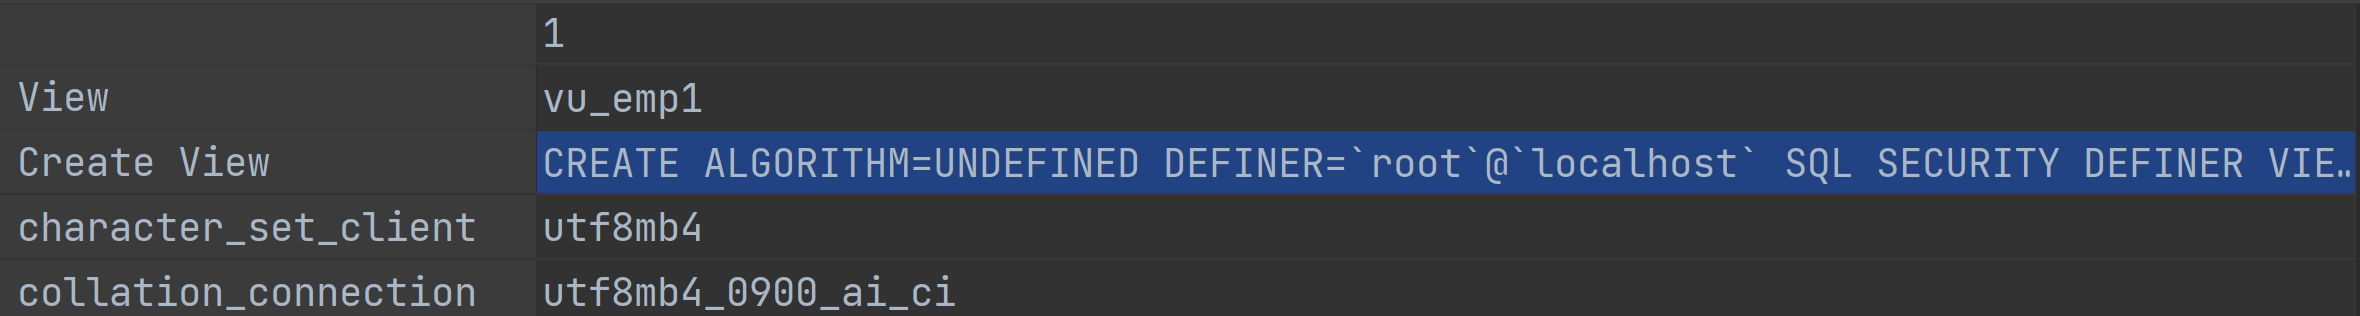 1
View vu_emp1
Create View CREATE ALGORITHM=UNDEFINED DEFINER=`root`@`localhost` SQL SECURITY DEFINER VIE…
character_set_client utf8mb4
collation_connection utf8mb4_0900_ai_ci